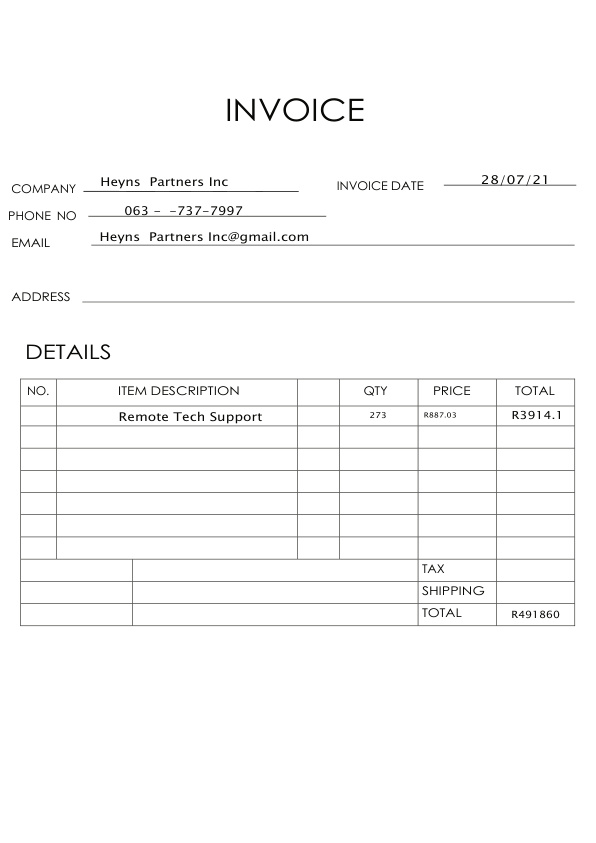 INVOICE
COMPANY Heyns Partners Inc INVOICE DATE 28/07/21
PHONE NO 063 - -737-7997
EMAIL Heyns Partners Inc@gmail.com
ADDRESS
DETAILS
NO. ITEM DESCRIPTION QTY PRICE TOTAL
Remote Tech Support 273 R887.03 R3914.1
TAX
SHIPPING
TOTAL R491860